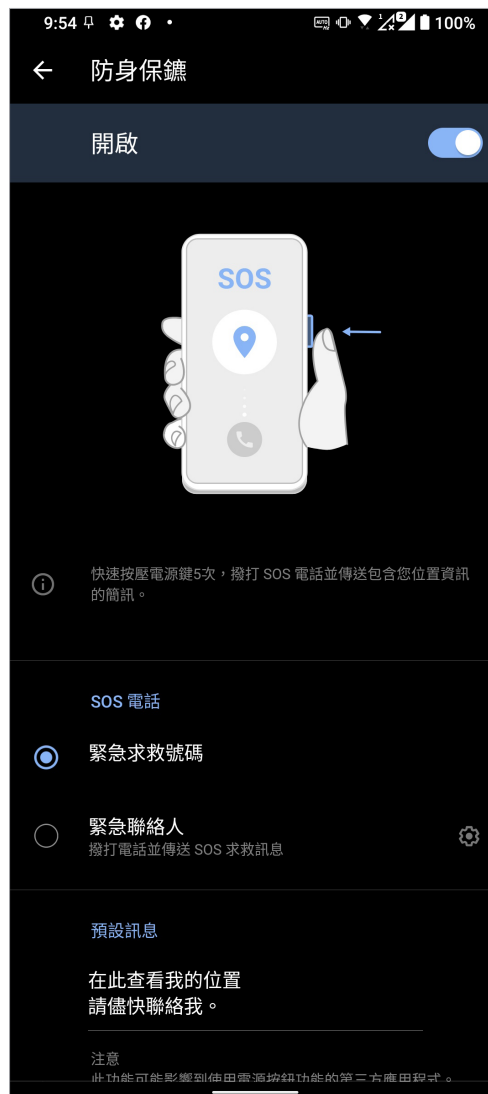 9:54 100%
防身保鑣
開啟
SOS
快速按壓電源鍵5次，撥打 SOS 電話並傳送包含您位置資訊
的簡訊。
SOS 電話
緊急求救號碼
緊急聯絡人
撥打電話並傳送 SOS 求救訊息
預設訊息
在此查看我的位置
請儘快聯絡我。
注意
此功能可能影響到使用電源按鈕功能的第三方應用程式。